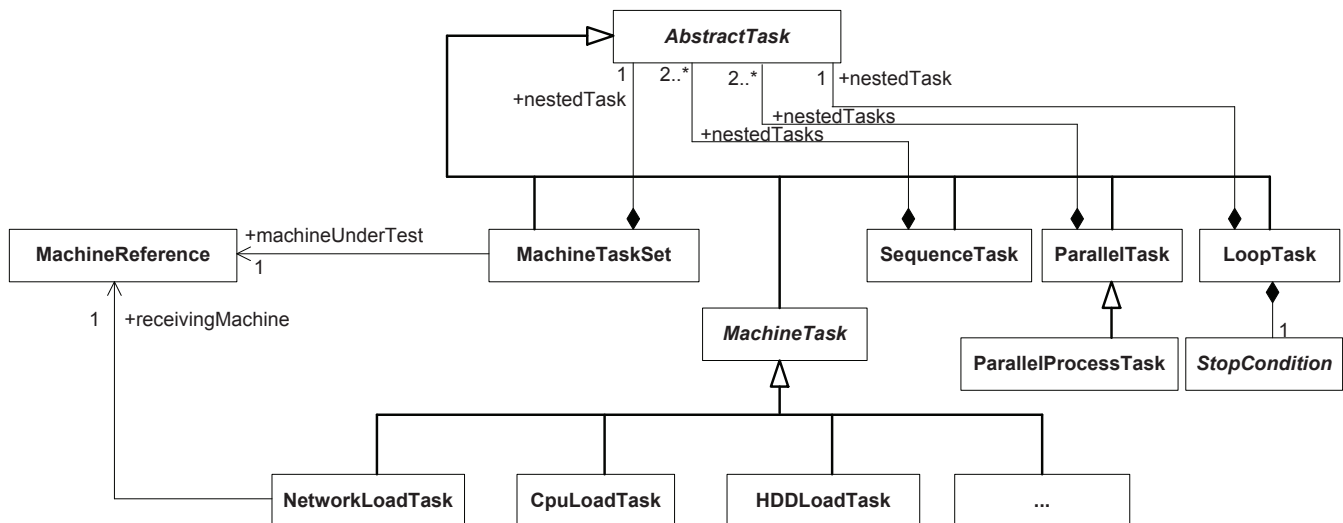 AbstractTask
1 2..* 2..* 1 +nestedTask
+nestedTask
+nestedTasks
+nestedTasks
+machineUnderTest
MachineReference
1
MachineTaskSet
SequenceTask
ParallelTask
LoopTask
1 +receivingMachine
MachineTask
1
ParallelProcessTask
StopCondition
NetworkLoadTask
CpuLoadTask
HDDLoadTask
...